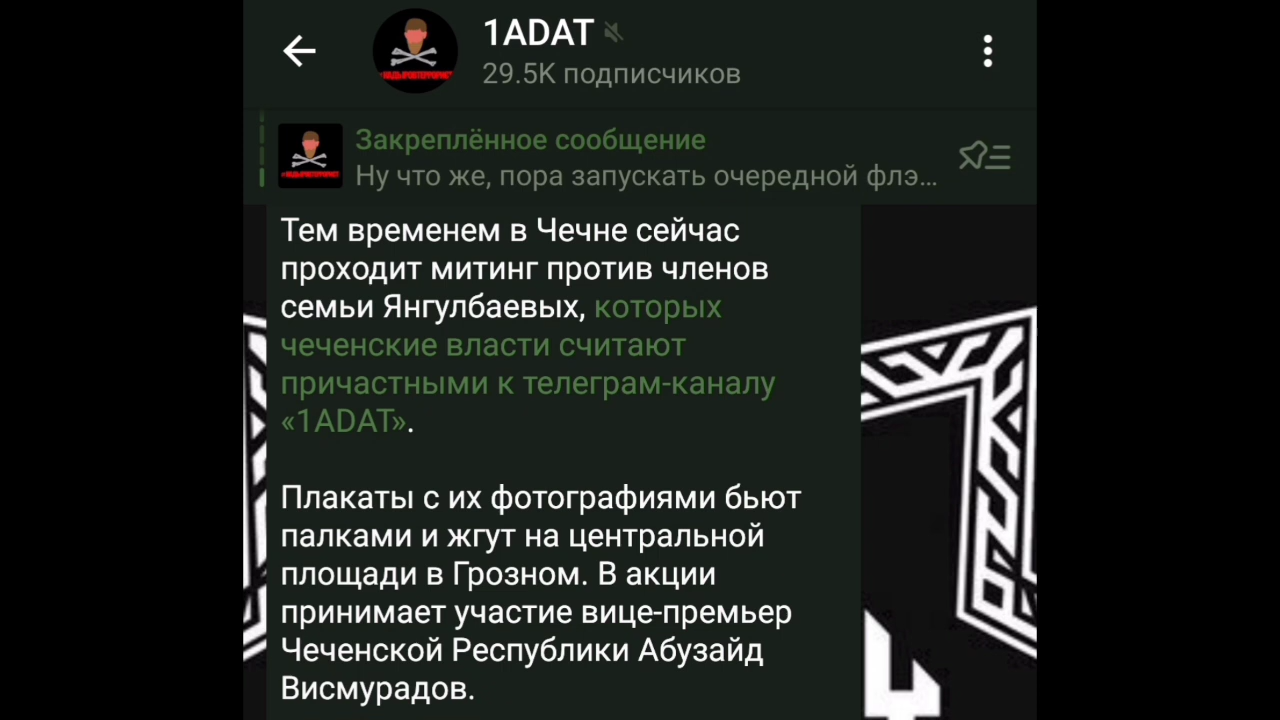 1ADAT
29.5K подписчиков
Закреплённое сообщение
Ну что же, пора запускать очередной флэ...
Тем временем в Чечне сейчас
проходит митинг против членов
семьи Янгулбаевых, которых
чеченские власти считают
причастными к телеграм-каналу
«1ADAT».
Плакаты с их фотографиями бьют
палками и жгут на центральной
площади в Грозном. В акции
принимает участие вице-премьер
Чеченской Республики Абузайд
Висмурадов.